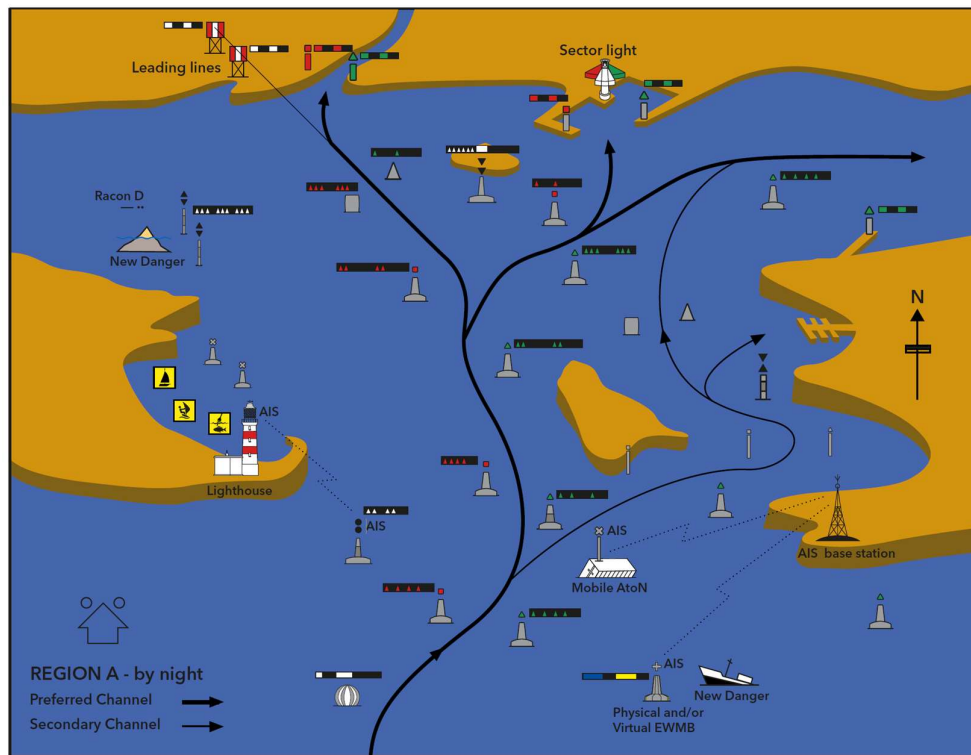 Leading lines
Sector light
Racon D
New Danger
N
AIS
Lighthouse
AIS
AIS
Mobile AtoN
AIS base station
REGION A - by night
Preferred Channel
Secondary Channel
AIS
New Danger
Physical and/or
Virtual EWMB